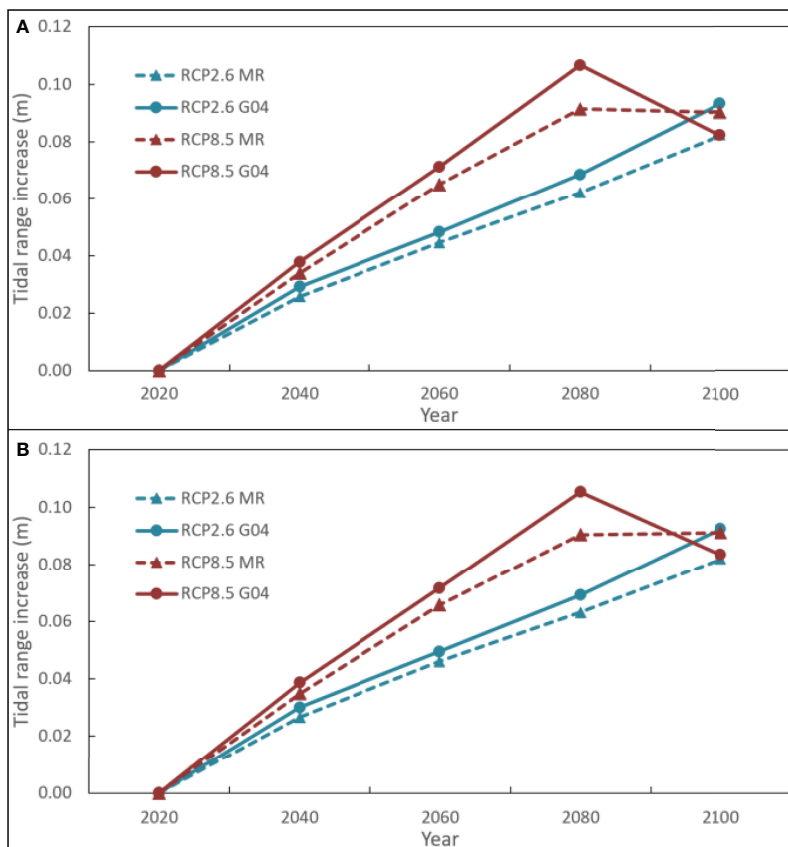 A
0.12
0.10
0.08
0.06
0.04
0.02
0.00
Tidal range increase (m)
RCP2.6 MR
RCP2.6 G04
RCP8.5 MR
RCP8.5 G04
2020 2040 2060 2080 2100
Year
B
0.12
0.10
0.08
0.06
0.04
0.02
0.00
Tidal range increase (m)
RCP2.6 MR
RCP2.6 G04
RCP8.5 MR
RCP8.5 G04
2020 2040 2060 2080 2100
Year